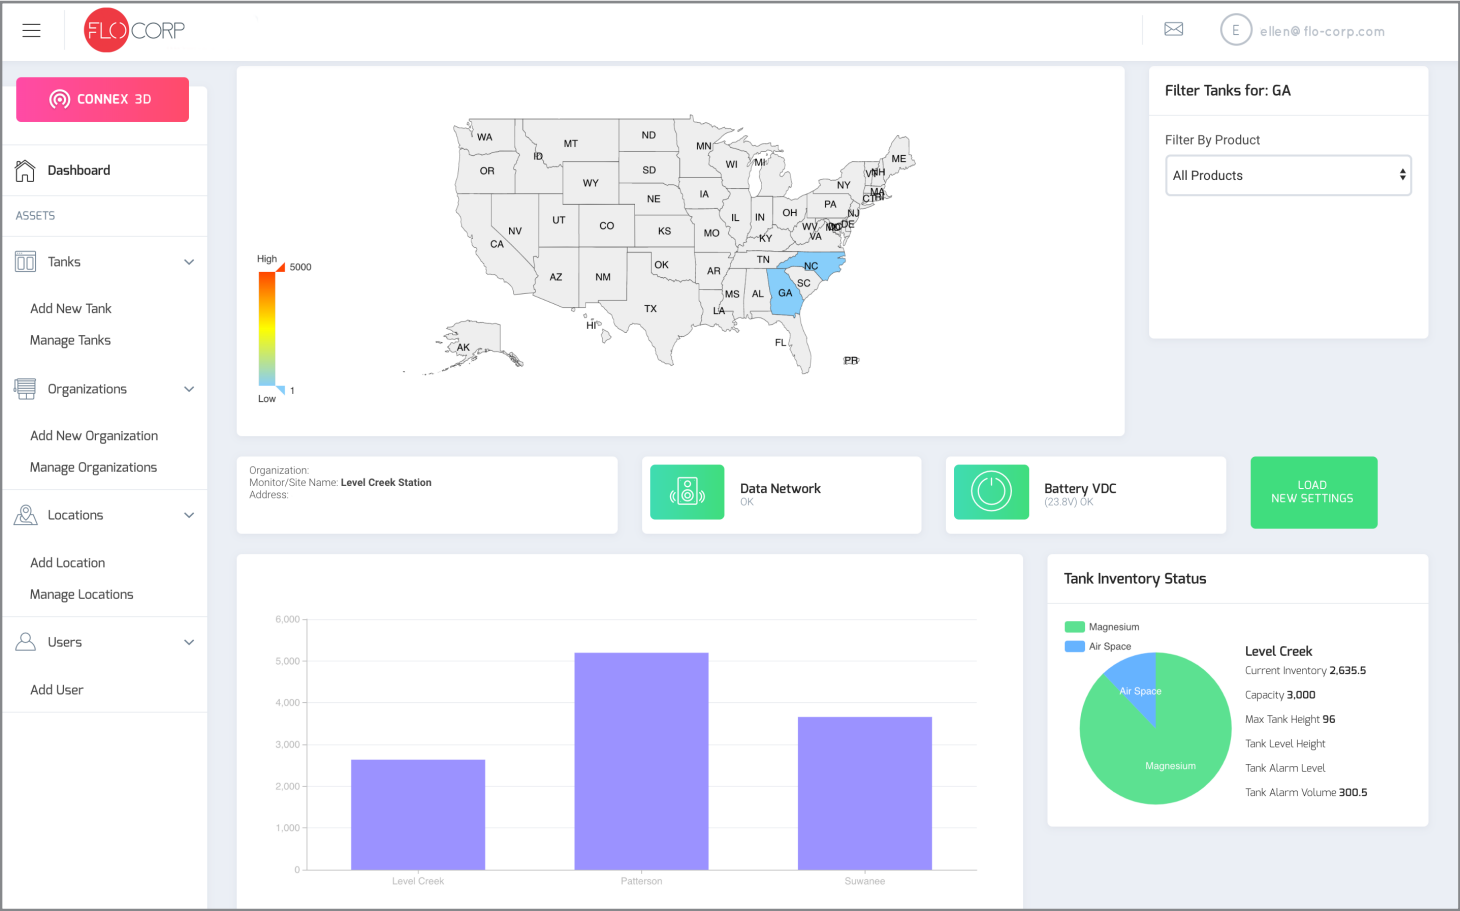 FLO CORP
E ellen@flo-corp.com
CONNEX 3D
Dashboard
ASSETS
Tanks
Add New Tank
Manage Tanks
Organizations
Add New Organization
Manage Organizations
Locations
Add Location
Manage Locations
Users
Add User
WA
MT
ND
MN
ID
OR
SD
WI
MI
ME
VT
NH
WY
NY
MA
IA
NE
PA
CT
RI
NJ
UT
NV
CO
KS
IL
IN
OH
WV
DE
VA
MO
KY
CA
TN
NC
OK
AR
AZ
NM
SC
MS
AL
GA
TX
LA
HI
FL
AK
PR
High
5000
1
Low
Filter Tanks for: GA
Filter By Product
All Products
Organization:
Monitor/Site Name: Level Creek Station
Address:
Data Network
OK
Battery VDC
(23.8V) OK
LOAD
NEW SETTINGS
6,000
5,000
4,000
3,000
2,000
1,000
0
Level Creek
Patterson
Suwanee
Tank Inventory Status
Magnesium
Air Space
Air Space
Magnesium
Level Creek
Current Inventory 2,635.5
Capacity 3,000
Max Tank Height 96
Tank Level Height
Tank Alarm Level
Tank Alarm Volume 300.5